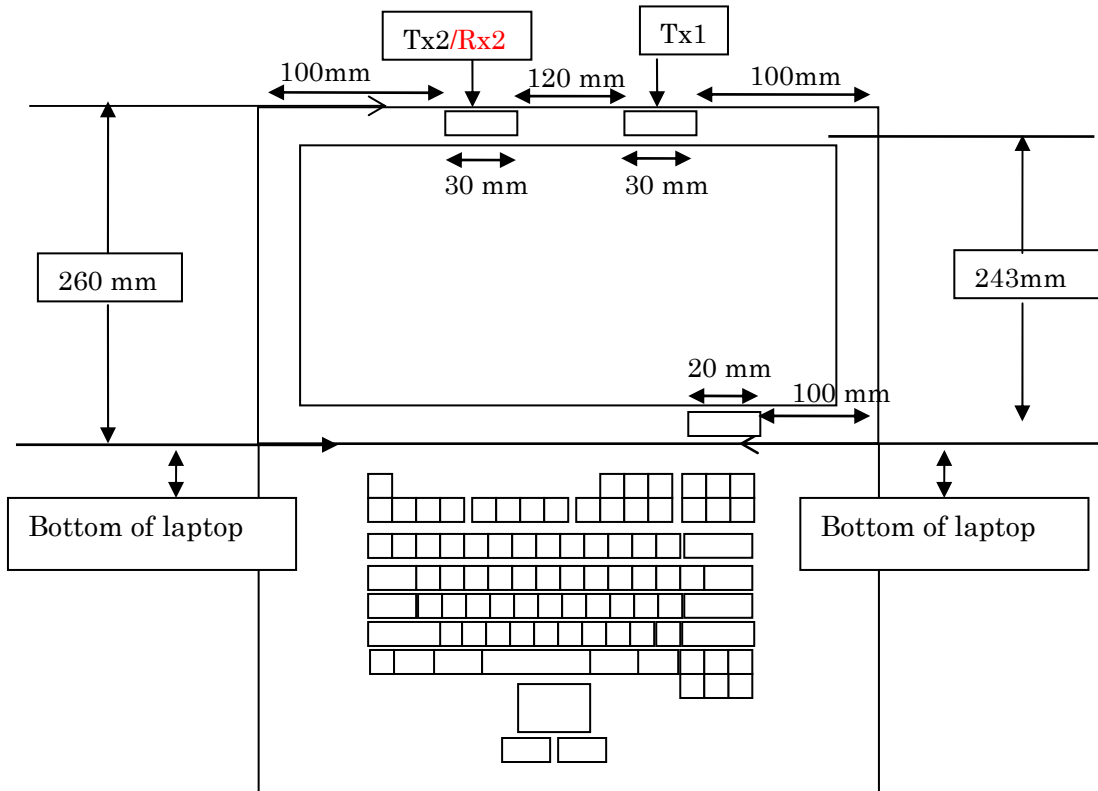 Tx2/Rx2
Tx1
100mm
120 mm
100mm
30 mm
30 mm
260 mm
243mm
20 mm
100 mm
Bottom of laptop
Bottom of laptop